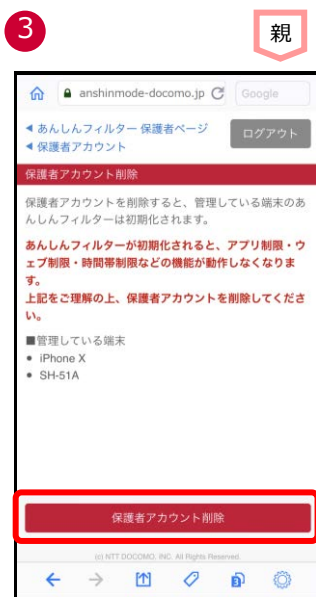 3
親
anshinmode-docomo.jp
Google
あんしんフィルター 保護者ページ
ログアウト
保護者アカウント
保護者アカウント削除
保護者アカウントを削除すると、管理している端末のあ
んしんフィルターは初期化されます。
あんしんフィルターが初期化されると、アプリ制限・ウ
ェブ制限・時間帯制限などの機能が動作しなくなりま
す。
上記をご理解の上、保護者アカウントを削除してくださ
い。
■管理している端末
• iPhone X
• SH-51A
保護者アカウント削除
(c) NTT DOCOMO, INC. All Rights Reserved.